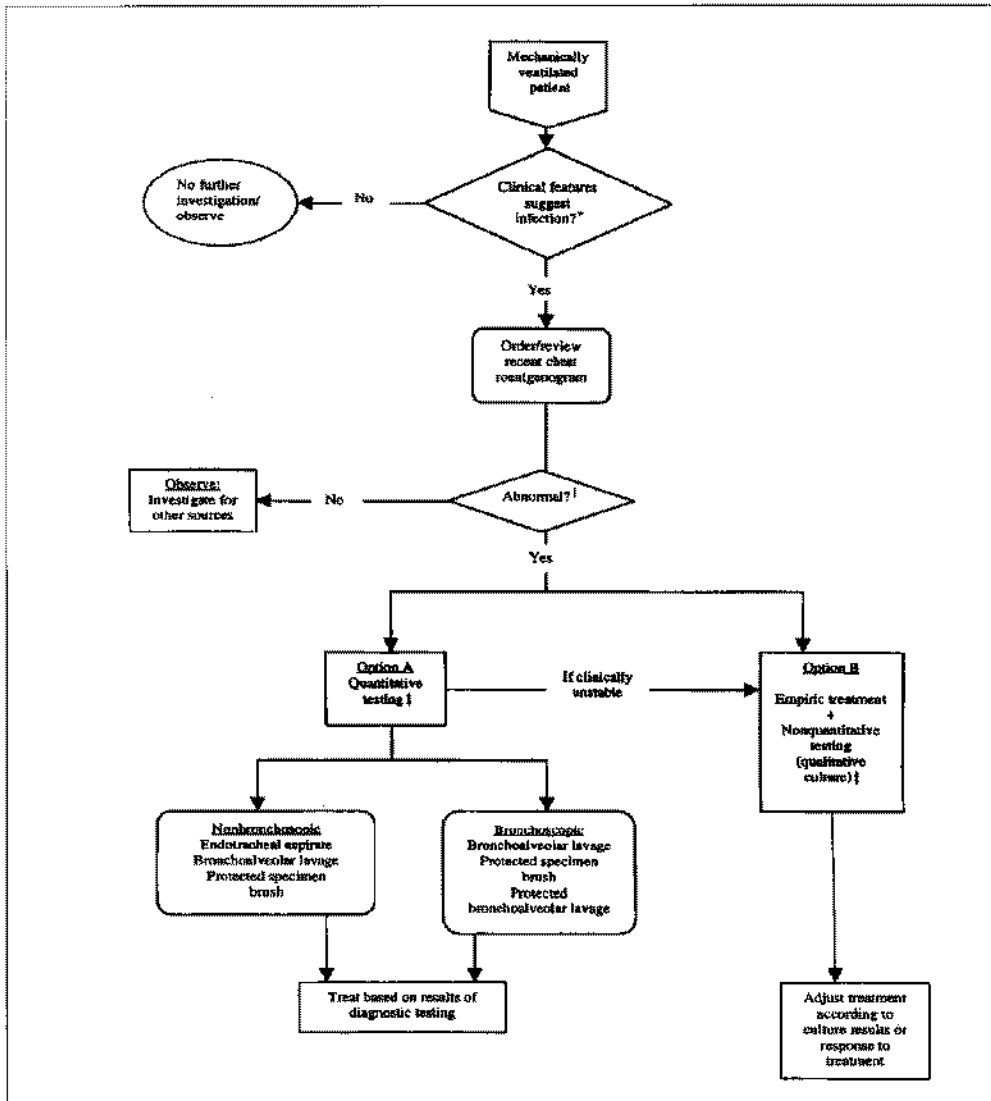 Mechanically
ventilated
patient
Clinical features
suggest
infection?*
No
No further
investigation/
observe
Yes
Order/review
recent chest
roentgenogram
Abnormal?†
No
Observe:
Investigate for
other sources
Yes
Option A
Quantitative
testing‡
If clinically
unstable
Option B
Empiric treatment
+
Nonquantitative
testing
(qualitative
culture)‡
Nonbronchoscopic
Endotracheal aspirate
Bronchoalveolar lavage
Protected specimen
brush
Bronchoscopic
Bronchoalveolar lavage
Protected specimen
brush
Protected
bronchoalveolar lavage
Treat based on results of
diagnostic testing
Adjust treatment
according to
culture results or
response to
treatment